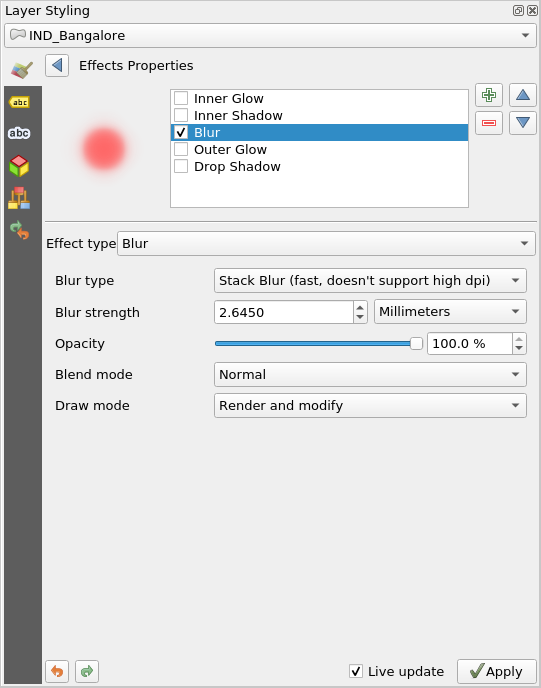 Layer Styling
IND_Bangalore
Effects Properties
Inner Glow
Inner Shadow
Blur
Outer Glow
Drop Shadow
abc
abc
Effect type Blur
Blur type Stack Blur (fast, doesn't support high dpi)
Blur strength 2.6450 Millimeters
Opacity 100.0 %
Blend mode Normal
Draw mode Render and modify
Live update Apply